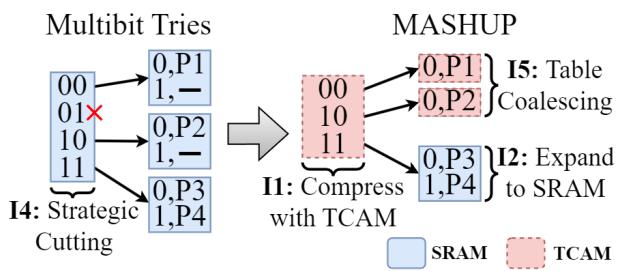 Multibit Tries
00
01
10
11
0,P1
1,–
0,P2
1,–
0,P3
1,P4
I4: Strategic
Cutting
MASHUP
00
10
11
0,P1
0,P2
I5: Table
Coalescing
0,P3
1,P4
I2: Expand
to SRAM
I1: Compress
with TCAM
SRAM
TCAM